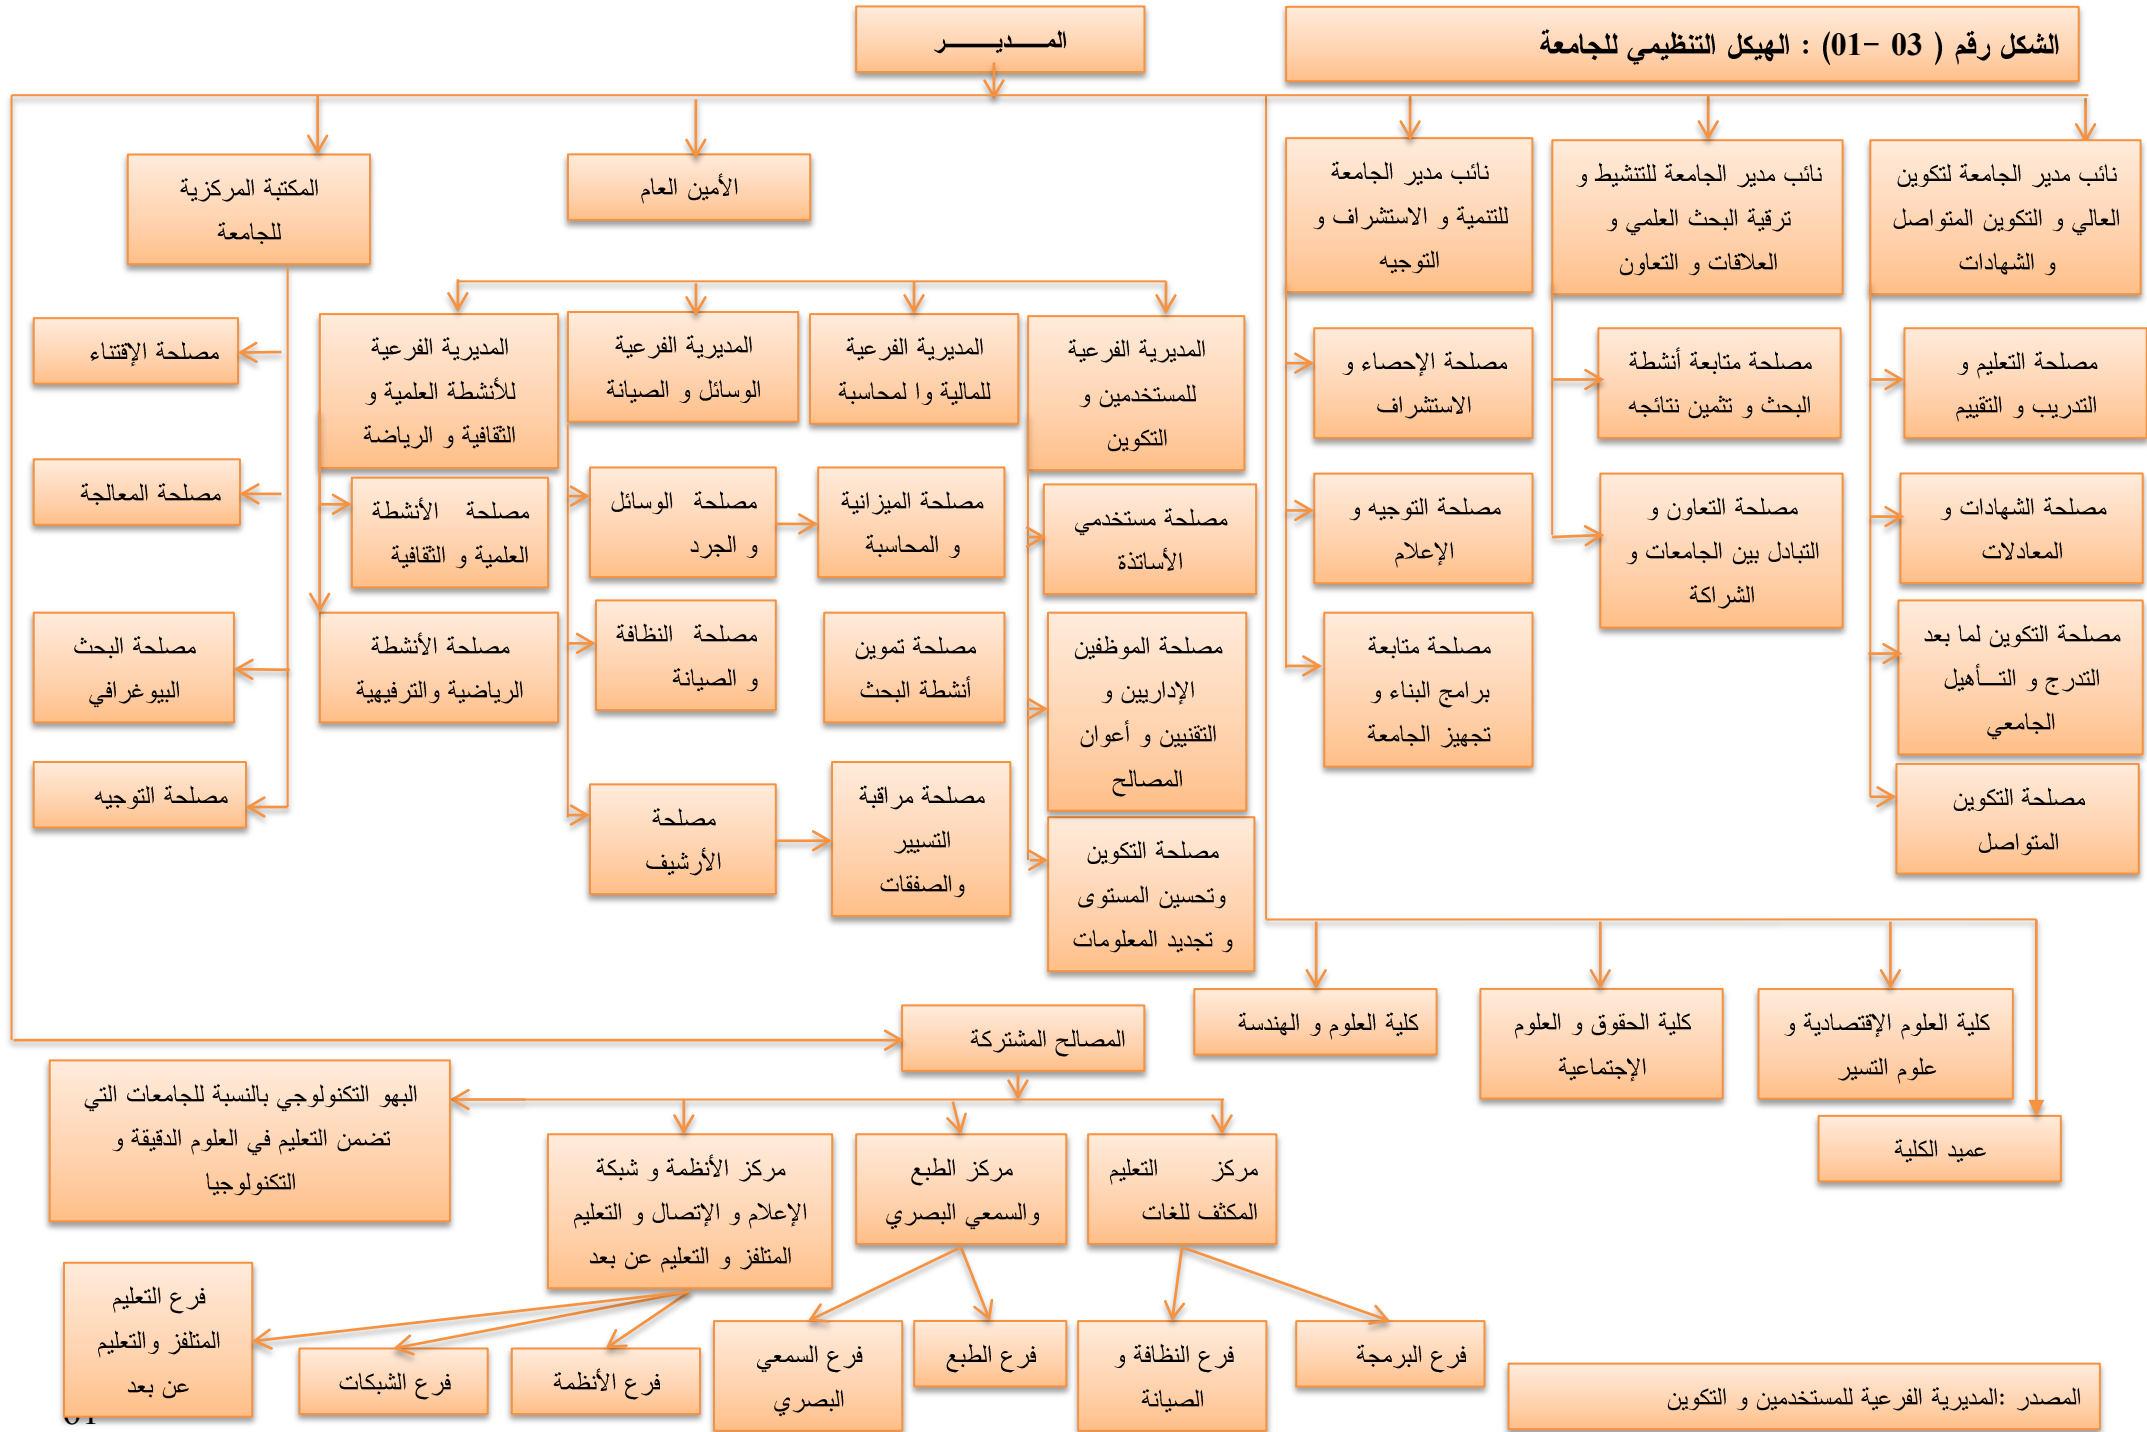 الشكل رقم ( 03 -01) : الهيكل التنظيمي للجامعة
المـــــديـــــــر
نائب مدير الجامعة لتكوين
العالي و التكوين المتواصل
و الشهادات
نائب مدير الجامعة للتنشيط و
ترقية البحث العلمي و
العلاقات و التعاون
نائب مدير الجامعة
للتنمية و الاستشراف و
التوجيه
الأمين العام
المكتبة المركزية
للجامعة
مصلحة التعليم و
التدريب و التقييم
مصلحة الشهادات و
المعادلات
مصلحة التكوين لما بعد
التدرج و التـــأهيل
الجامعي
مصلحة التكوين
المتواصل
مصلحة متابعة أنشطة
البحث و تثمين نتائجه
مصلحة التعاون و
التبادل بين الجامعات و
الشراكة
مصلحة الإحصاء و
الاستشراف
مصلحة التوجيه و
الإعلام
مصلحة متابعة
برامج البناء و
تجهيز الجامعة
المديرية الفرعية
للمستخدمين و
التكوين
المديرية الفرعية
للمالية وا لمحاسبة
المديرية الفرعية
الوسائل و الصيانة
المديرية الفرعية
للأنشطة العلمية و
الثقافية و الرياضة
مصلحة مستخدمي
الأساتذة
مصلحة الموظفين
الإداريين و
التقنيين و أعوان
المصالح
مصلحة التكوين
وتحسين المستوى
و تجديد المعلومات
مصلحة الميزانية
و المحاسبة
مصلحة تموين
أنشطة البحث
مصلحة مراقبة
التسيير
والصفقات
مصلحة الوسائل
و الجرد
مصلحة النظافة
و الصيانة
مصلحة
الأرشيف
مصلحة الأنشطة
العلمية و الثقافية
مصلحة الأنشطة
الرياضية والترفيهية
مصلحة الإقتناء
مصلحة المعالجة
مصلحة البحث
البيوغرافي
مصلحة التوجيه
كلية العلوم الإقتصادية و
علوم التسير
كلية الحقوق و العلوم
الإجتماعية
كلية العلوم و الهندسة
عميد الكلية
المصالح المشتركة
مركز التعليم
المكثف للغات
مركز الطبع
والسمعي البصري
مركز الأنظمة و شبكة
الإعلام و الإتصال و التعليم
المتلفز و التعليم عن بعد
البهو التكنولوجي بالنسبة للجامعات التي
تضمن التعليم في العلوم الدقيقة و
التكنولوجيا
فرع البرمجة
فرع النظافة و
الصيانة
فرع الطبع
فرع السمعي
البصري
فرع الأنظمة
فرع الشبكات
فرع التعليم
المتلفز والتعليم
عن بعد
المصدر :المديرية الفرعية للمستخدمين و التكوين